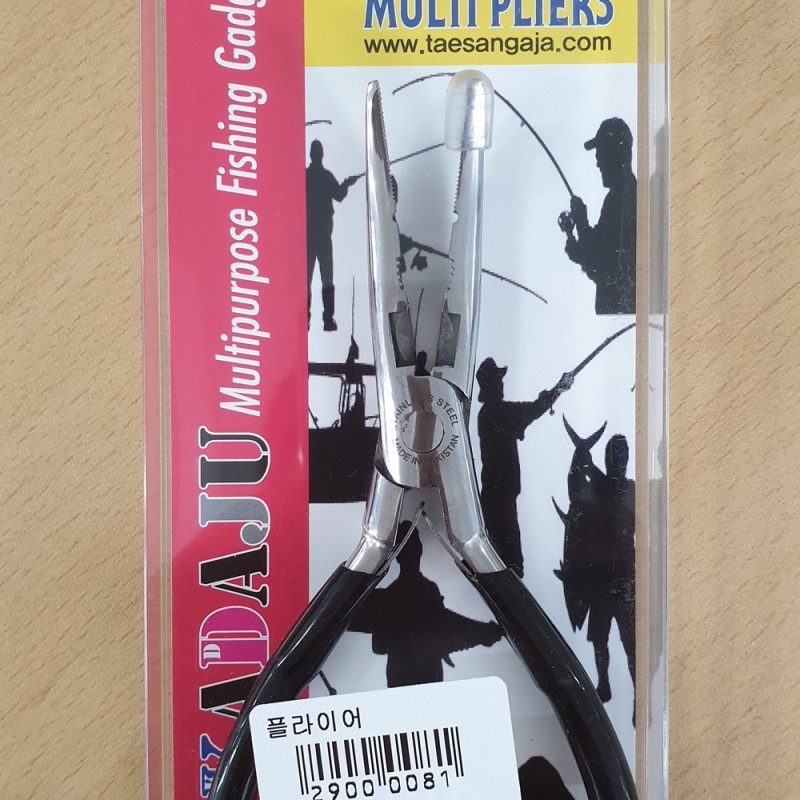 MULTI PLIERS
www.taesangaja.com
Multipurpose Fishing Gadg
KADAJU
STAINLESS STEEL
MADE IN PAKISTAN
플라이어
2900 0081